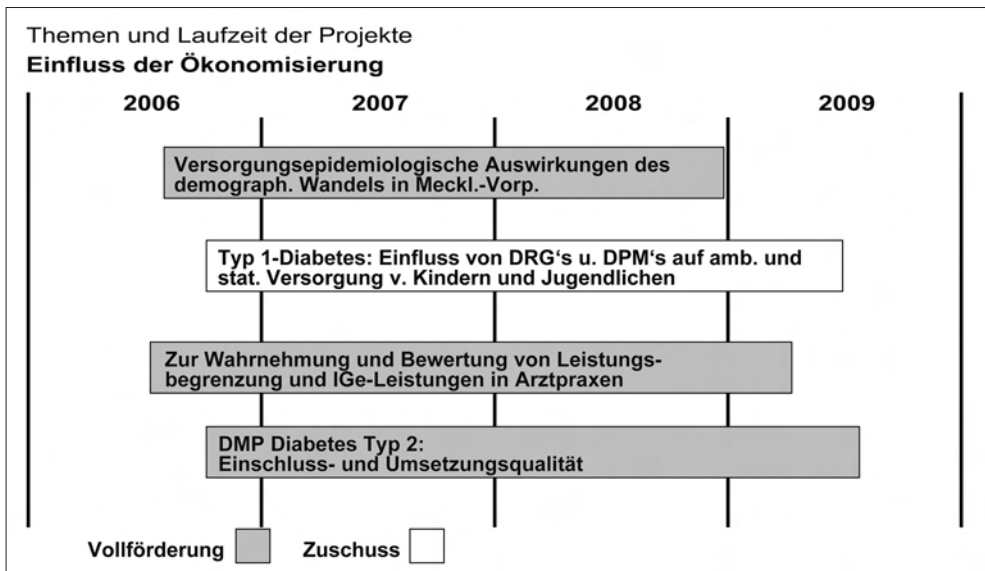 Themen und Laufzeit der Projekte
Einfluss der Ökonomisierung
2006 2007 2008 2009
Versorgungsepidemiologische Auswirkungen des
demograph. Wandels in Meckl.-Vorp.
Typ 1-Diabetes: Einfluss von DRG‘s u. DPM‘s auf amb. und
stat. Versorgung v. Kindern und Jugendlichen
Zur Wahrnehmung und Bewertung von Leistungs-
begrenzung und IGe-Leistungen in Arztpraxen
DMP Diabetes Typ 2:
Einschluss- und Umsetzungsqualität
Vollförderung Zuschuss